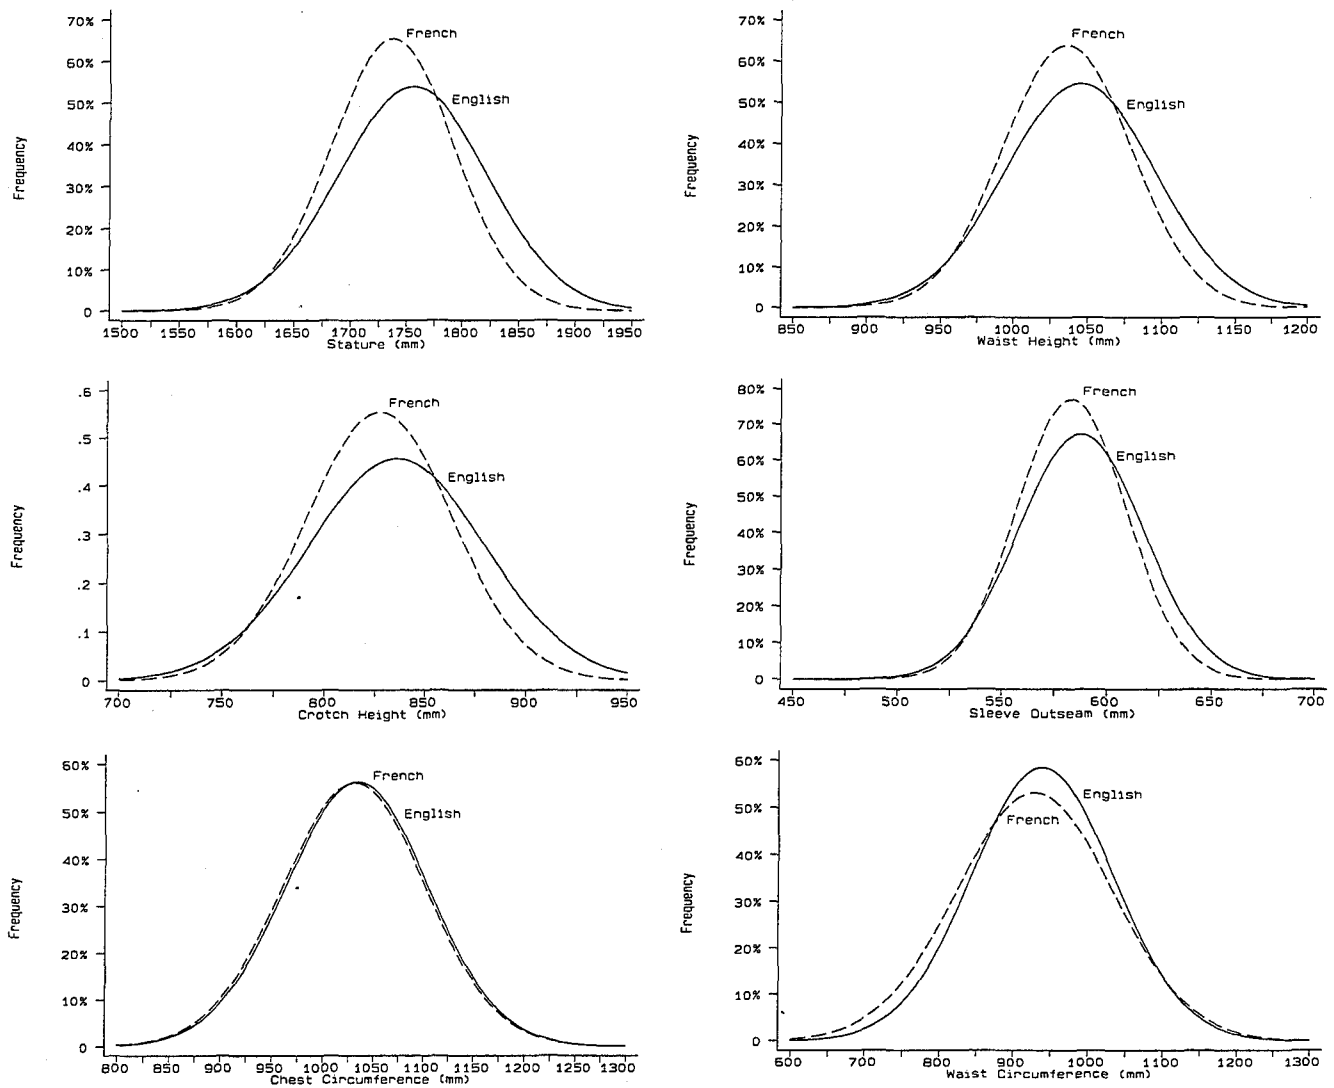 70%
French
60%
English
50%
40%
30%
20%
10%
0
Frequency
1500 1550 1600 1650 1700 1750 1800 1850 1900 1950
Stature (mm)
70%
French
60%
English
50%
40%
30%
20%
10%
0
Frequency
850 900 950 1000 1050 1100 1150 1200
Waist Height (mm)
.6
French
.5
English
.4
.3
.2
.1
0
Frequency
700 750 800 850 900 950
Crotch Height (mm)
80%
French
70%
English
60%
50%
40%
30%
20%
10%
0
Frequency
450 500 550 600 650 700
Sleeve Outseam (mm)
60%
French
English
50%
40%
30%
20%
10%
0
Frequency
800 850 900 950 1000 1050 1100 1150 1200 1250 1300
Chest Circumference (mm)
60%
English
50%
French
40%
30%
20%
10%
0
Frequency
600 700 800 900 1000 1100 1200 1300
Waist Circumference (mm)